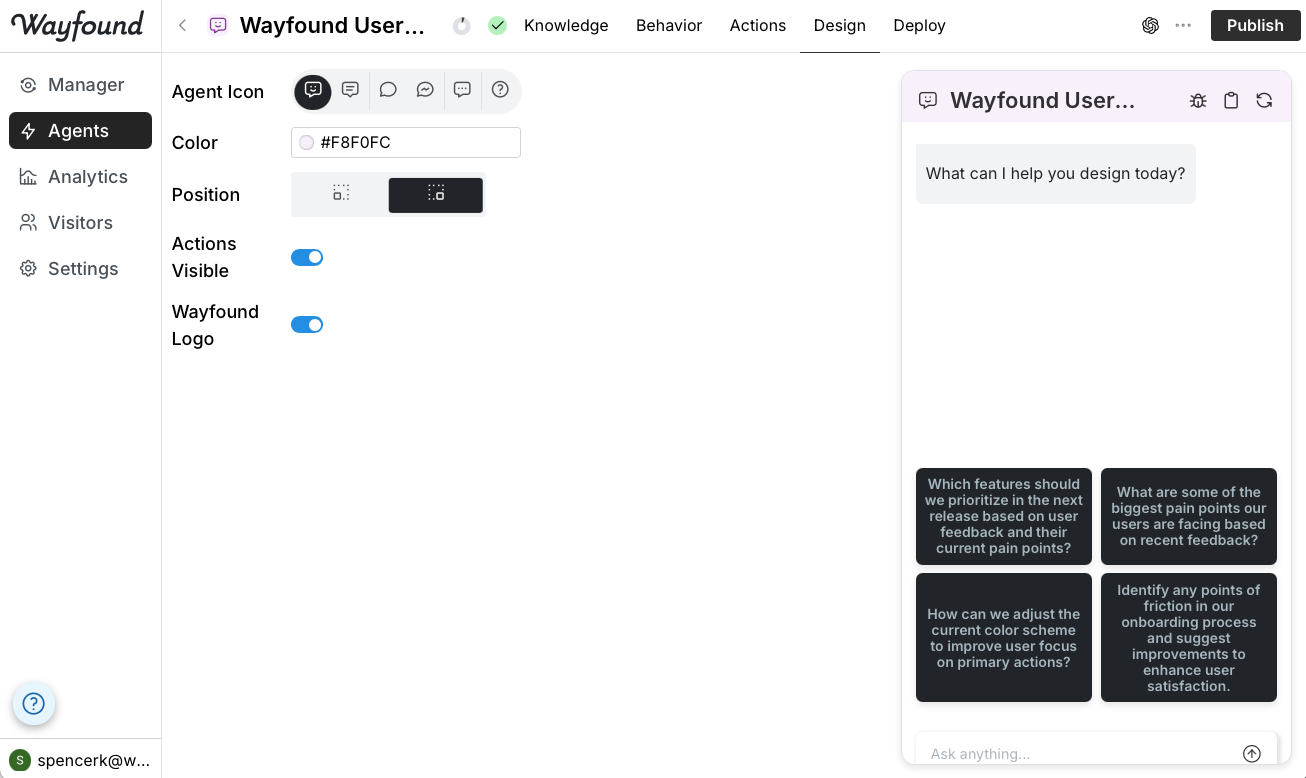 Wayfound
Wayfound User...
Knowledge
Behavior
Actions
Design
Deploy
Publish
Manager
Agents
Analytics
Visitors
Settings
S
spencerk@w...
Agent Icon
Color
#F8F0FC
Position
Actions
Visible
Wayfound
Logo
Wayfound User...
What can I help you design today?
Which features should
we prioritize in the next
release based on user
feedback and their
current pain points?
What are some of the
biggest pain points our
users are facing based
on recent feedback?
How can we adjust the
current color scheme
to improve user focus
on primary actions?
Identify any points of
friction in our
onboarding process
and suggest
improvements to
enhance user
satisfaction.
Ask anything...